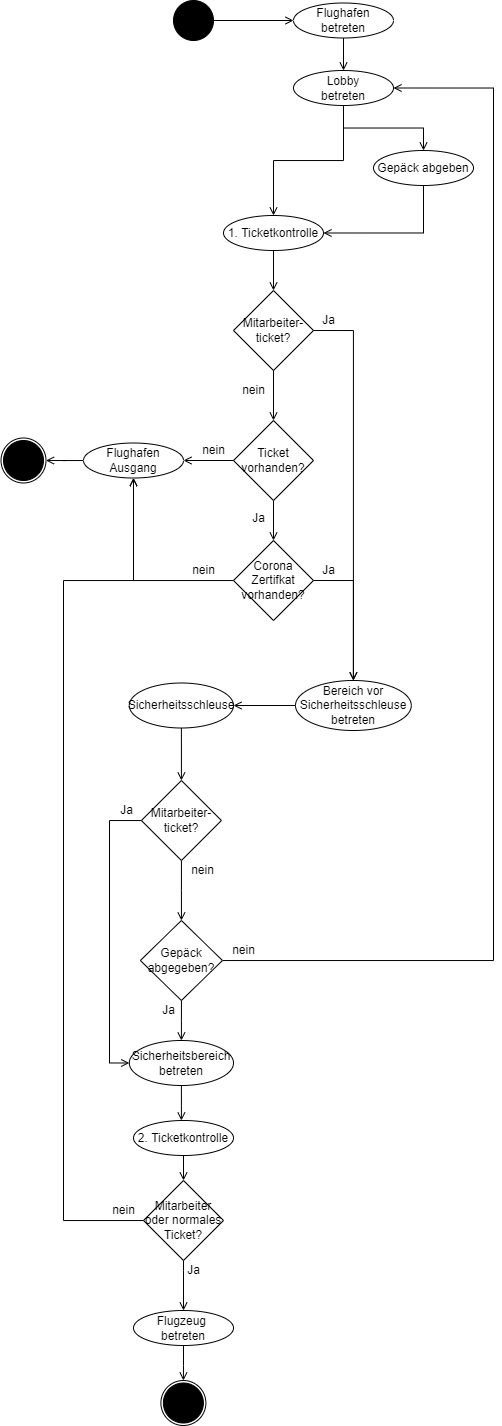 Flughafen
betreten
Lobby
betreten
Gepäck abgeben
1. Ticketkontrolle
Mitarbeiter-
ticket?
Ja
nein
Ticket
vorhanden?
nein
Flughafen
Ausgang
Ja
Corona
Zertifkat
vorhanden?
nein
Ja
Bereich vor
Sicherheitsschleuse
betreten
Sicherheitsschleuse
Mitarbeiter-
ticket?
Ja
nein
Gepäck
abgegeben?
nein
Ja
Sicherheitsbereich
betreten
2. Ticketkontrolle
Mitarbeiter
oder normales
Ticket?
nein
Ja
Flugzeug
betreten